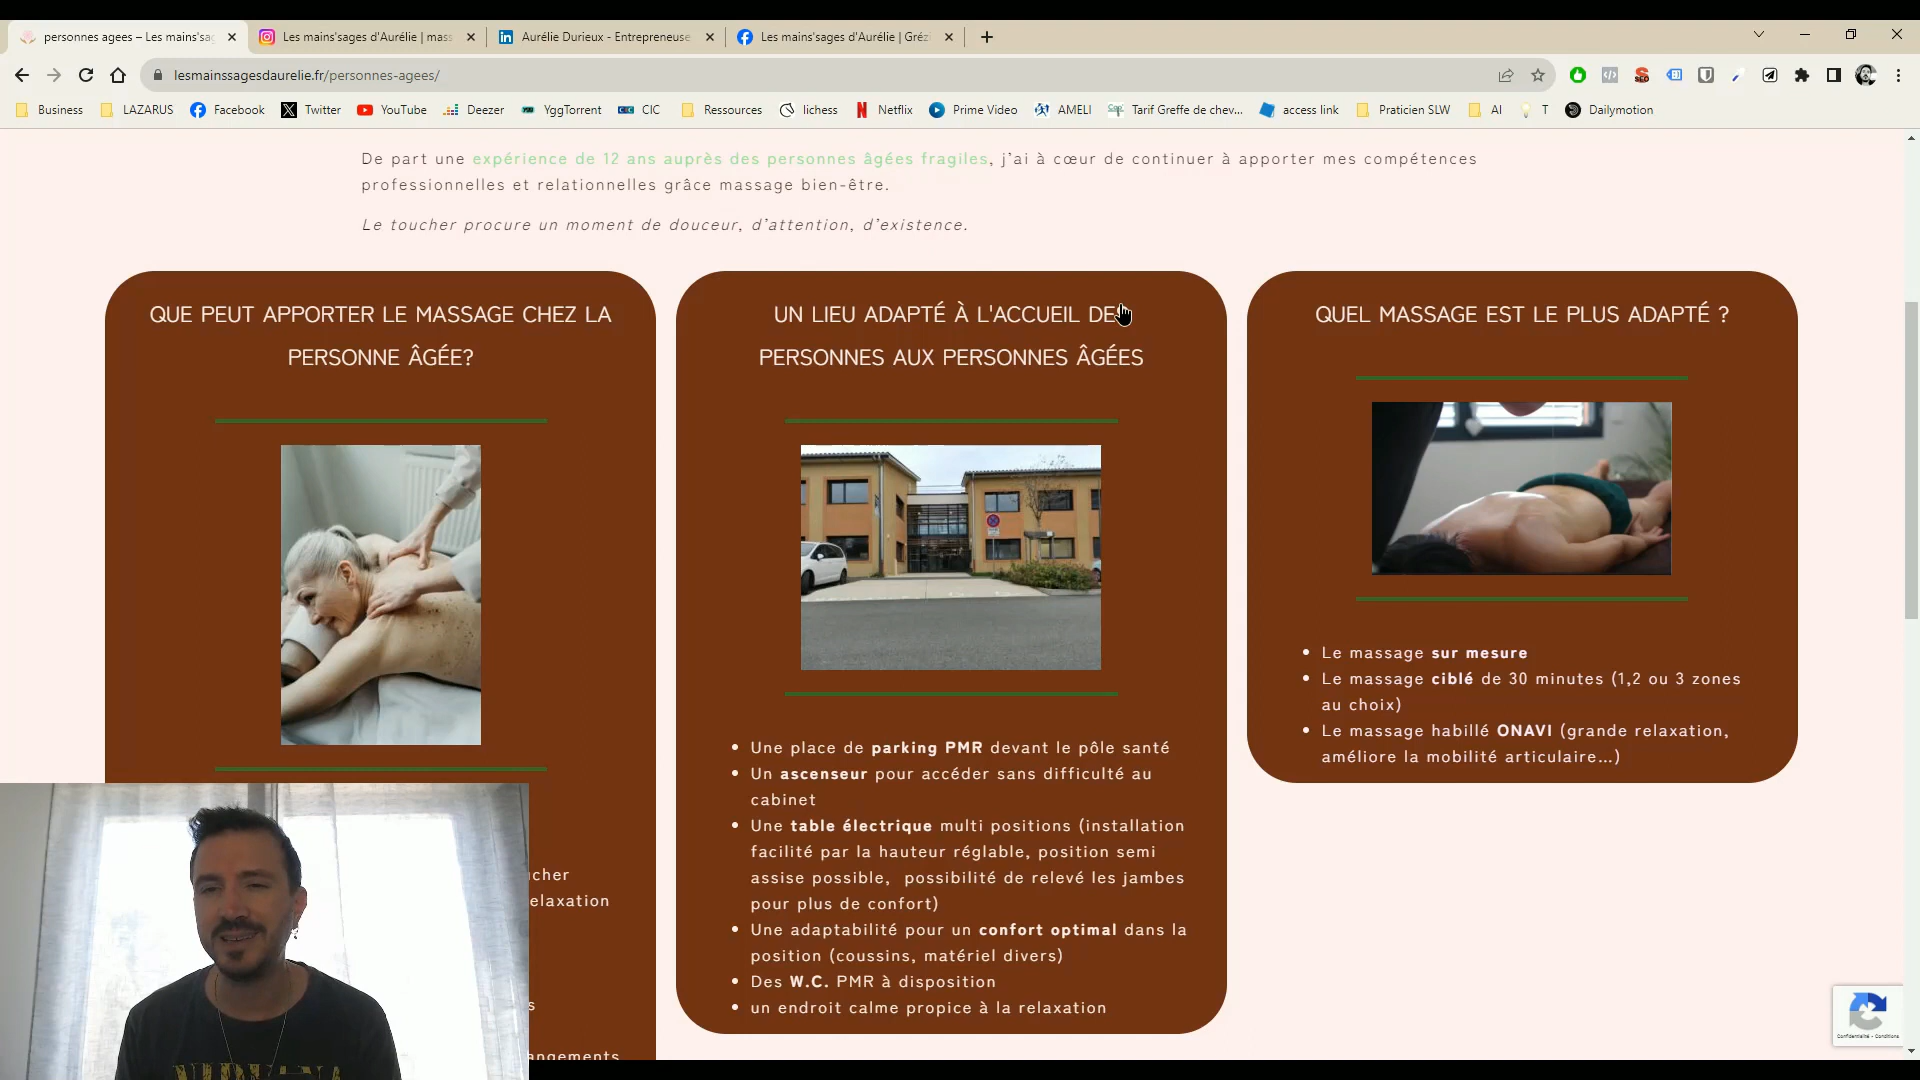 personnes agees – Les mains'sa
Les mains'sages d'Aurélie | mass
Aurélie Durieux - Entrepreneuse
Les mains'sages d'Aurélie | Gréz
lesmainssagesdaurelie.fr/personnes-agees/
Business
LAZARUS
Facebook
Twitter
YouTube
Deezer
YggTorrent
CIC
Ressources
lichess
Netflix
Prime Video
AMELI
Tarif Greffe de chev...
access link
Praticien SLW
AI
T
Dailymotion
De part une expérience de 12 ans auprès des personnes âgées fragiles, j'ai à cœur de continuer à apporter mes compétences
professionnelles et relationnelles grâce massage bien-être.
Le toucher procure un moment de douceur, d'attention, d'existence.
QUE PEUT APPORTER LE MASSAGE CHEZ LA
PERSONNE ÂGÉE?
ucher
elaxation
s
angements
UN LIEU ADAPTÉ À L'ACCUEIL DES
PERSONNES AUX PERSONNES ÂGÉES
• Une place de parking PMR devant le pôle santé
• Un ascenseur pour accéder sans difficulté au
cabinet
• Une table électrique multi positions (installation
facilité par la hauteur réglable, position semi
assise possible, possibilité de relevé les jambes
pour plus de confort)
• Une adaptabilité pour un confort optimal dans la
position (coussins, matériel divers)
• Des W.C. PMR à disposition
• un endroit calme propice à la relaxation
QUEL MASSAGE EST LE PLUS ADAPTÉ ?
• Le massage sur mesure
• Le massage ciblé de 30 minutes (1,2 ou 3 zones
au choix)
• Le massage habillé ONAVI (grande relaxation,
améliore la mobilité articulaire...)
Confidentialité - Conditions